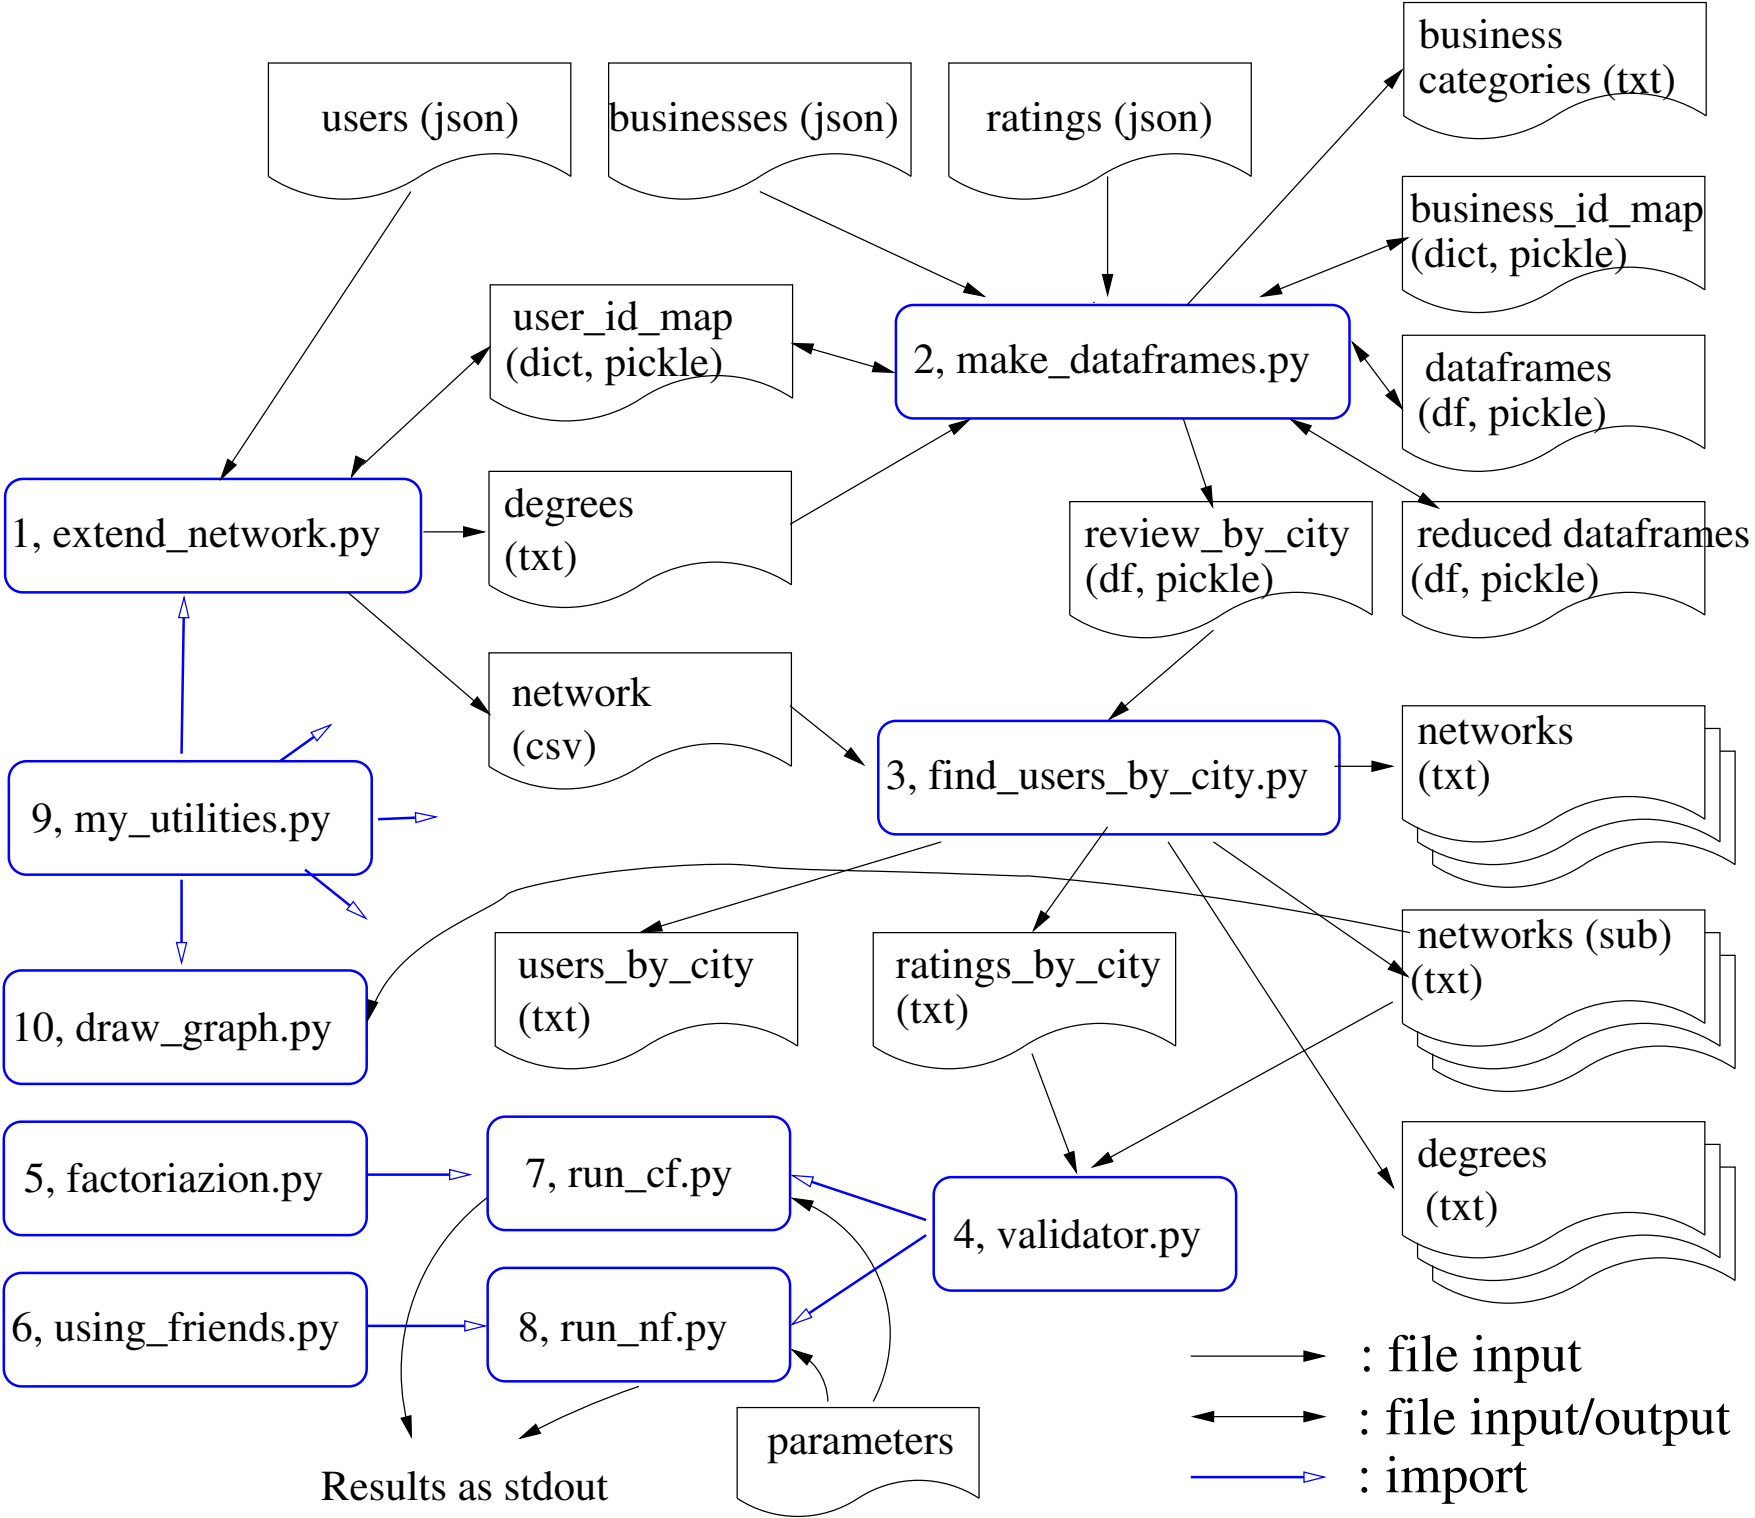 business
categories (txt)
users (json)
businesses (json)
ratings (json)
business_id_map
(dict, pickle)
user_id_map
(dict, pickle)
2, make_dataframes.py
dataframes
(df, pickle)
degrees
(txt)
1, extend_network.py
review_by_city
(df, pickle)
reduced dataframes
(df, pickle)
network
(csv)
3, find_users_by_city.py
networks
(txt)
9, my_utilities.py
users_by_city
(txt)
ratings_by_city
(txt)
networks (sub)
(txt)
10, draw_graph.py
5, factoriazion.py
7, run_cf.py
4, validator.py
degrees
(txt)
6, using_friends.py
8, run_nf.py
: file input
: file input/output
: import
parameters
Results as stdout